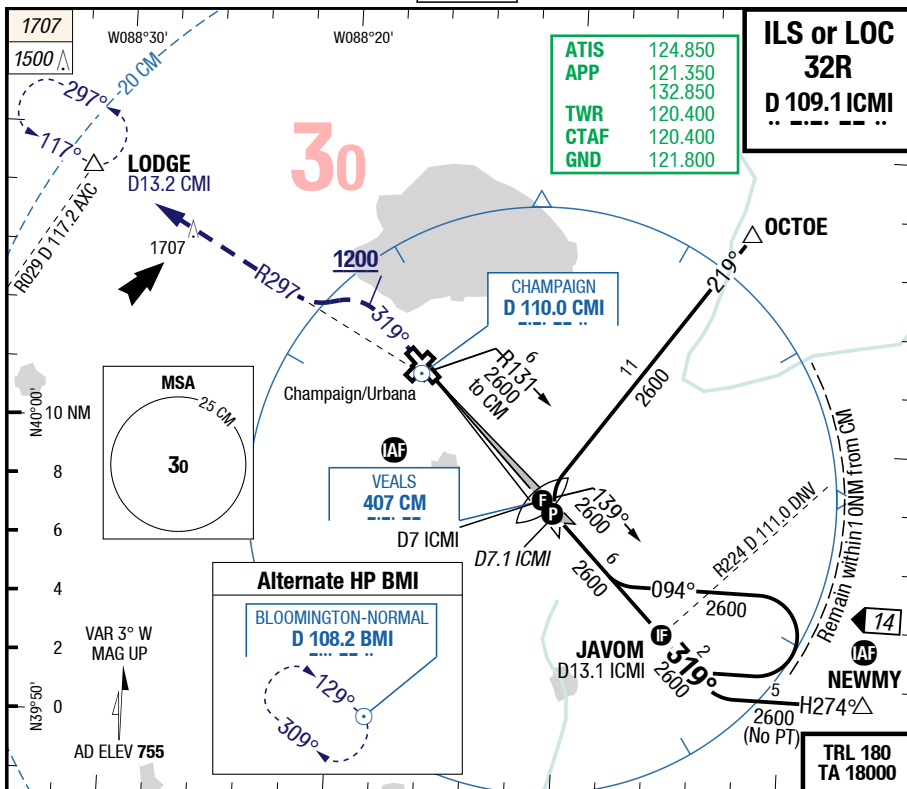 1707
1500
W088°30'
W088°20'
ILS or LOC
32R
D 109.1 ICMI
ATIS 124.850
APP 121.350
132.850
TWR 120.400
CTAF 120.400
GND 121.800
20 CM
297°
117°
LODGE
D13.2 CMI
R029 D 117.2 AXC
1707
30
OCTOE
219°
11
2600
1200
R297
319°
CHAMPAIGN
D 110.0 CMI
Champaign/Urbana
6
R131
2600
to CM
MSA
25 CM
30
N40°00'
10 NM
8
6
4
2
0
N39°50'
IAF
VEALS
407 CM
D7 ICMI
F
P
D7.1 ICMI
139°
2600
R224 D 111.0 DNV
Remain within 10NM from CM
6
2600
094°
2600
14
IAF
NEWMY
JAVOM
D13.1 ICMI
IF
2
319°
2600
5
H274°
2600
(No PT)
Alternate HP BMI
BLOOMINGTON-NORMAL
D 108.2 BMI
129°
309°
VAR 3° W
MAG UP
AD ELEV 755
TRL 180
TA 18000